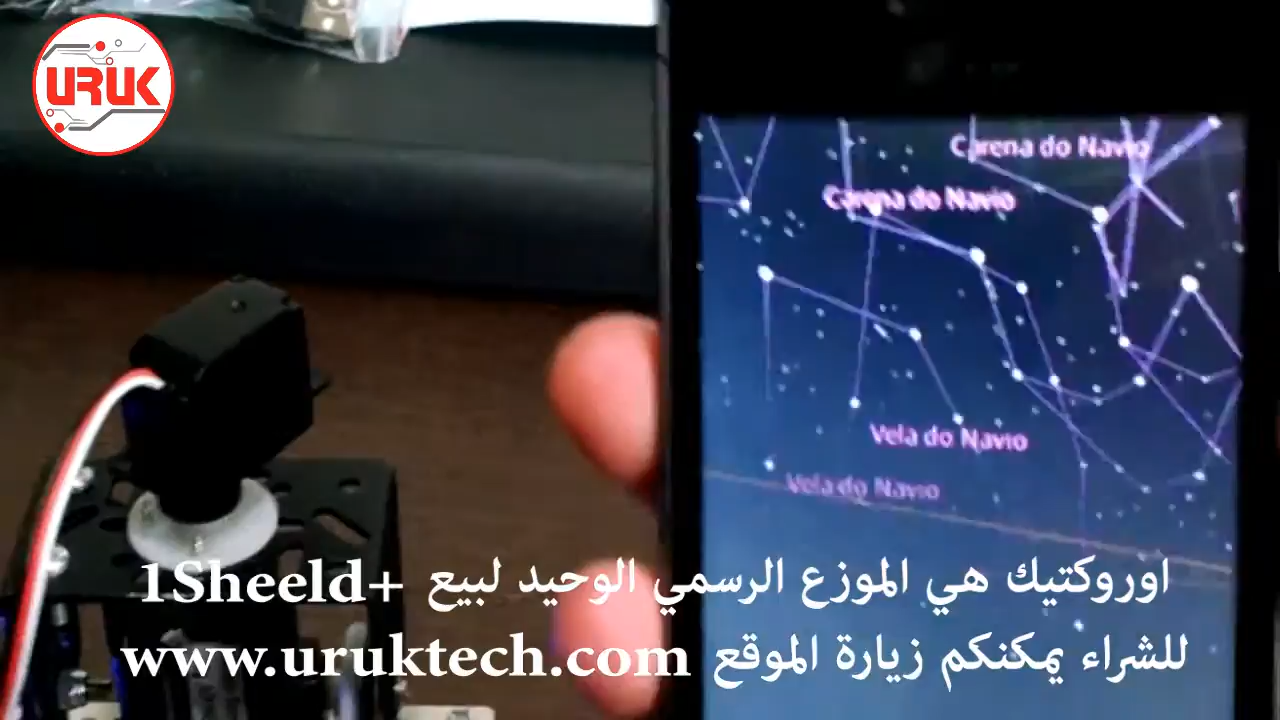 URUK
Carena do Navio
Carena do Navio
Vela do Navio
Vela do Navio
اوروكتيك هي الموزع الرسمي الوحيد لبيع 1Sheeld+
للشراء يمكنكم زيارة الموقع www.uruktech.com